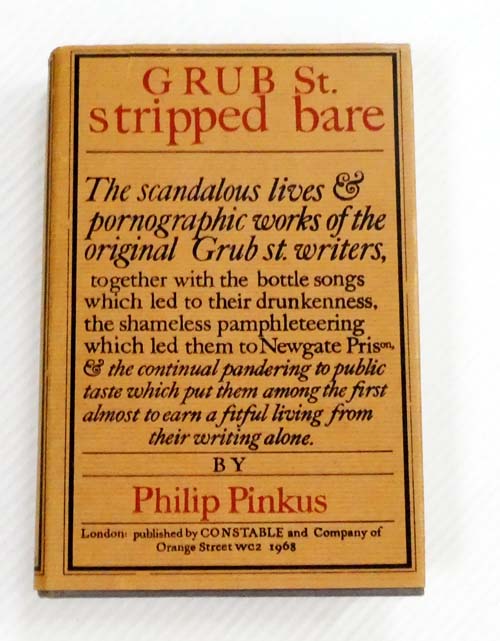 GRUB St.
stripped bare
The scandalous lives &
pornographic works of the
original Grub st. writers,
together with the bottle songs
which led to their drunkenness,
the shameless pamphleteering
which led them to Newgate Prison,
& the continual pandering to public
taste which put them among the first
almost to earn a fitful living from
their writing alone.
BY
Philip Pinkus
London: published by CONSTABLE and Company of
Orange Street WC2 1968